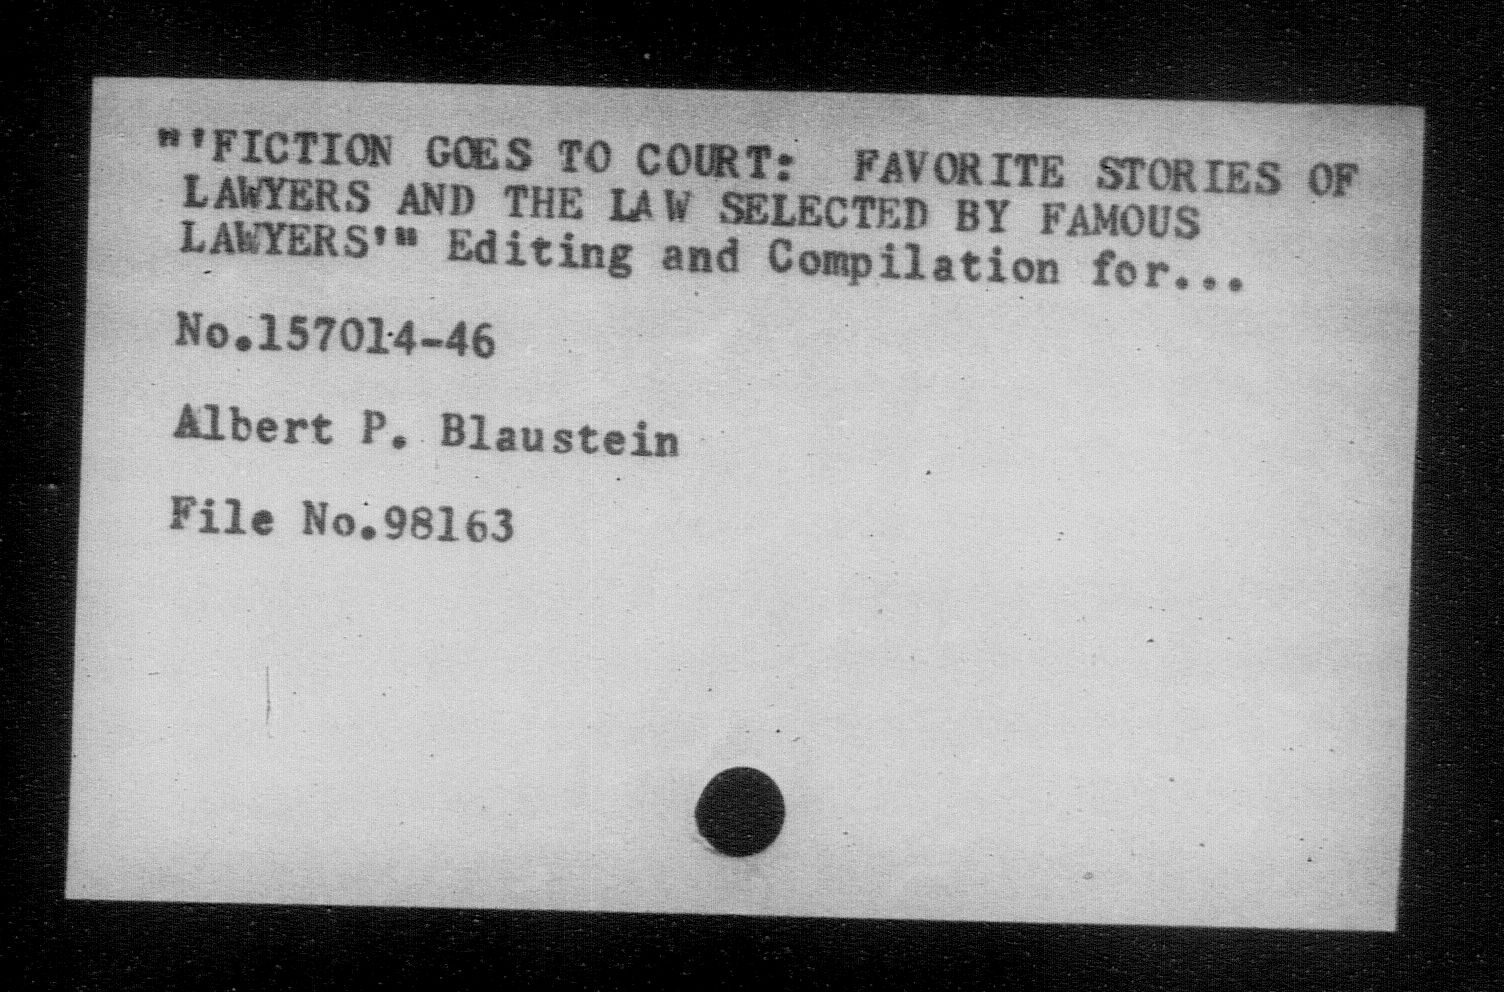 "'FICTION GOES TO COURT: FAVORITE STORIES OF
LAWYERS AND THE LAW SELECTED BY FAMOUS
LAWYERS'" Editing and Compilation for...
No.157014-46
Albert P. Blaustein
File No.98163